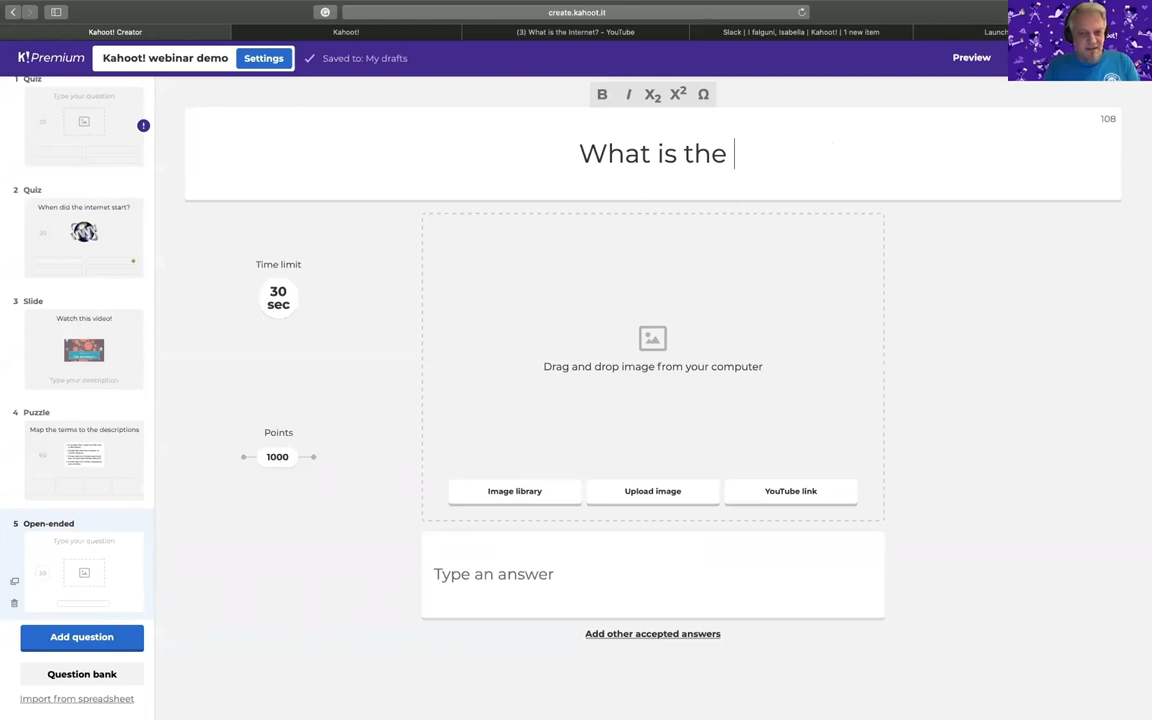 create.kahoot.it
Kahoot! Creator
Kahoot!
(3) What is the Internet? - YouTube
Slack | I falguni, Isabella | Kahoot! | 1 new item
Launch
K!Premium
Kahoot! webinar demo
Settings
Saved to: My drafts
Preview
1 Quiz
Type your question
20
2 Quiz
When did the internet start?
20
3 Slide
Watch this video!
Type your description
4 Puzzle
Map the terms to the descriptions
60
5 Open-ended
Type your question
30
Add question
Question bank
Import from spreadsheet
B I X₂ X² Ω
108
What is the
Time limit
30
sec
Points
1000
Drag and drop image from your computer
Image library
Upload image
YouTube link
Type an answer
Add other accepted answers